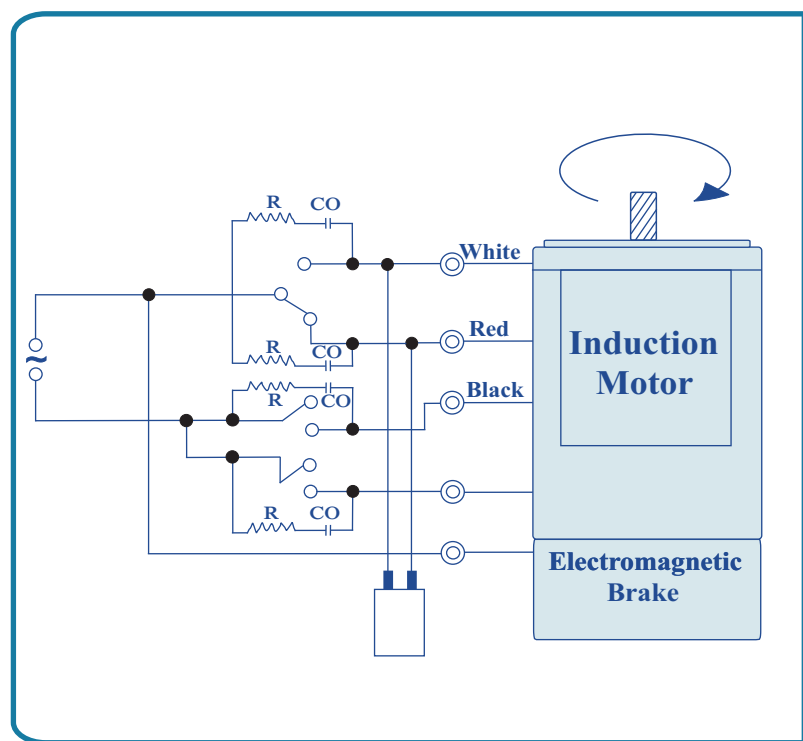 R
CO
White
Red
R
CO
Induction
Motor
~
R
CO
Black
R
CO
Electromagnetic
Brake